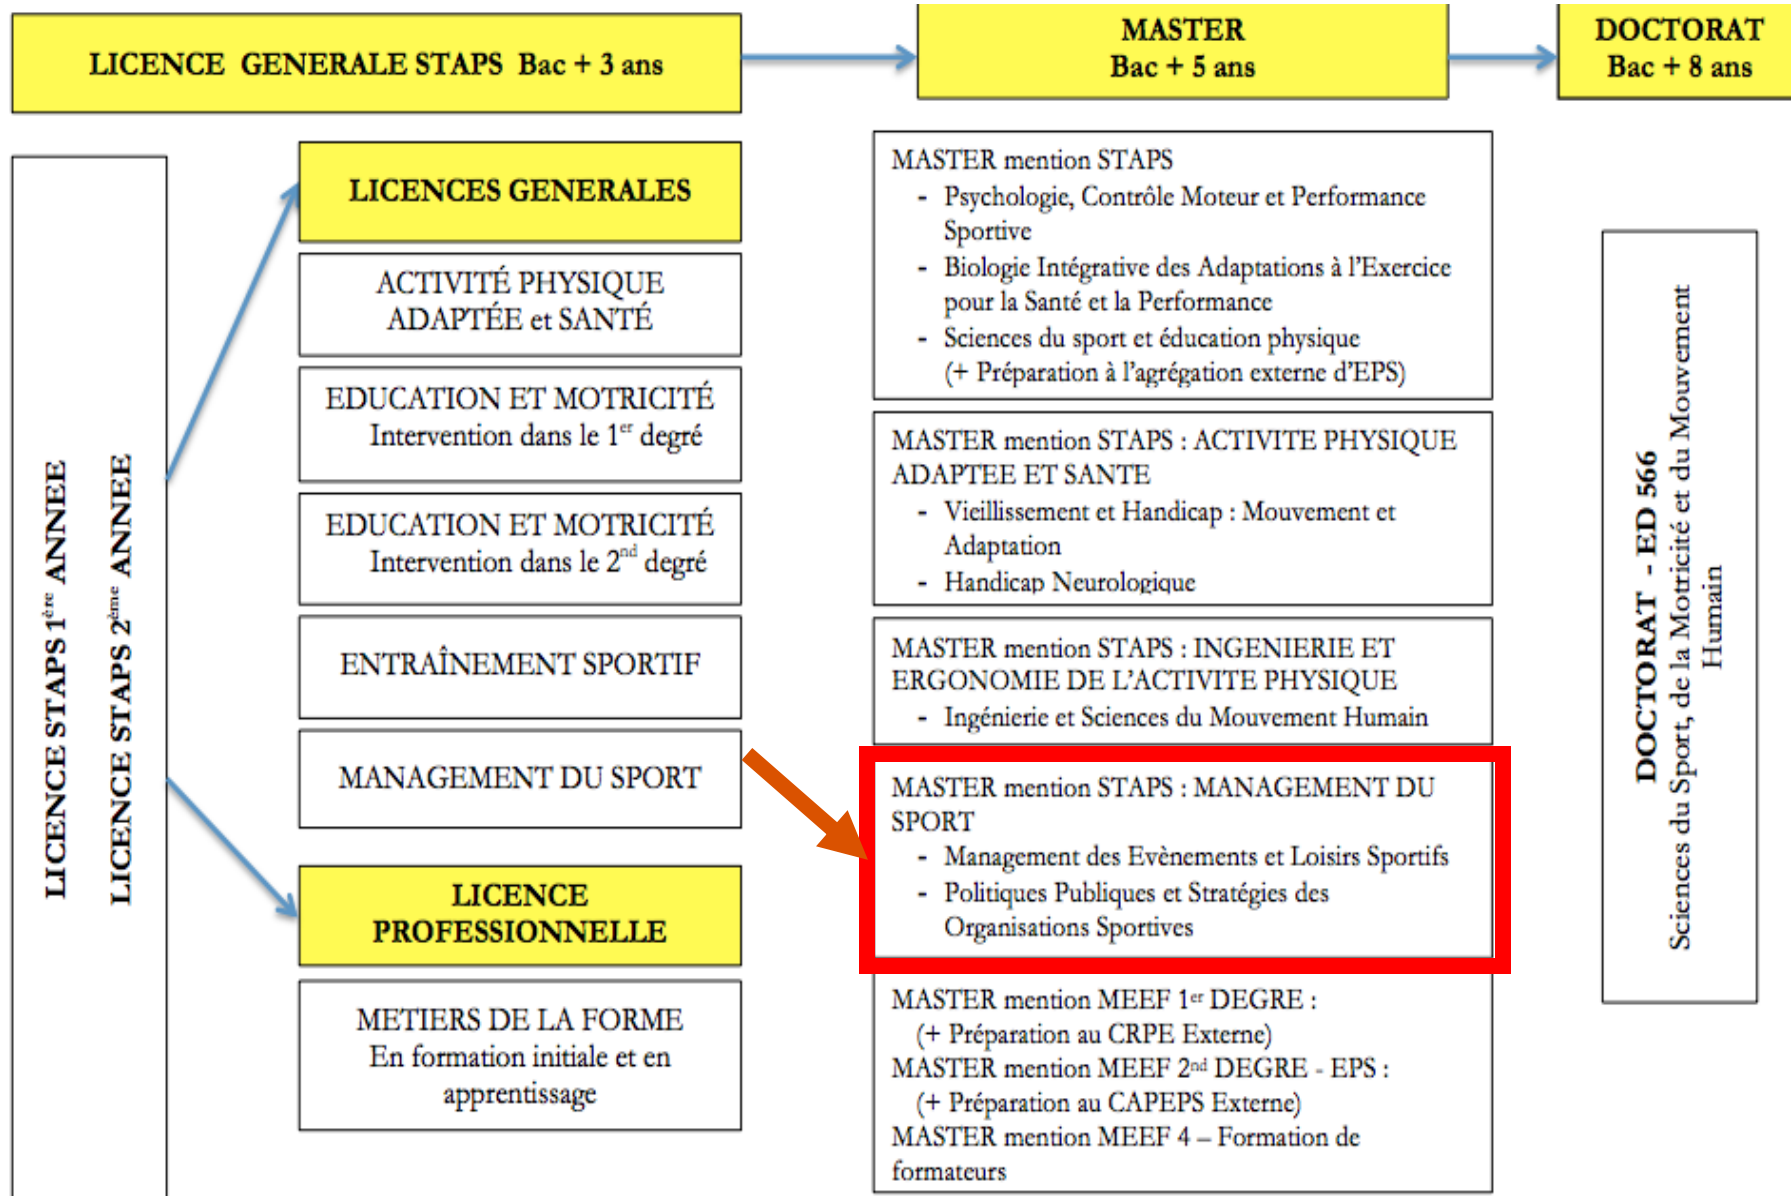 LICENCE GENERALE STAPS Bac + 3 ans
MASTER
Bac + 5 ans
DOCTORAT
Bac + 8 ans
LICENCE STAPS 1ère ANNEE
LICENCE STAPS 2ème ANNEE
LICENCES GENERALES
ACTIVITÉ PHYSIQUE
ADAPTÉE et SANTÉ
EDUCATION ET MOTRICITÉ
Intervention dans le 1er degré
EDUCATION ET MOTRICITÉ
Intervention dans le 2nd degré
ENTRAÎNEMENT SPORTIF
MANAGEMENT DU SPORT
LICENCE
PROFESSIONNELLE
METIERS DE LA FORME
En formation initiale et en
apprentissage
MASTER mention STAPS
- Psychologie, Contrôle Moteur et Performance
Sportive
- Biologie Intégrative des Adaptations à l'Exercice
pour la Santé et la Performance
- Sciences du sport et éducation physique
(+ Préparation à l'agrégation externe d'EPS)
MASTER mention STAPS : ACTIVITE PHYSIQUE
ADAPTEE ET SANTE
- Vieillissement et Handicap : Mouvement et
Adaptation
- Handicap Neurologique
MASTER mention STAPS : INGENIERIE ET
ERGONOMIE DE L'ACTIVITE PHYSIQUE
- Ingénierie et Sciences du Mouvement Humain
MASTER mention STAPS : MANAGEMENT DU
SPORT
- Management des Evènements et Loisirs Sportifs
- Politiques Publiques et Stratégies des
Organisations Sportives
MASTER mention MEEF 1er DEGRE :
(+ Préparation au CRPE Externe)
MASTER mention MEEF 2nd DEGRE - EPS :
(+ Préparation au CAPEPS Externe)
MASTER mention MEEF 4 – Formation de
formateurs
DOCTORAT - ED 566
Sciences du Sport, de la Motricité et du Mouvement
Humain